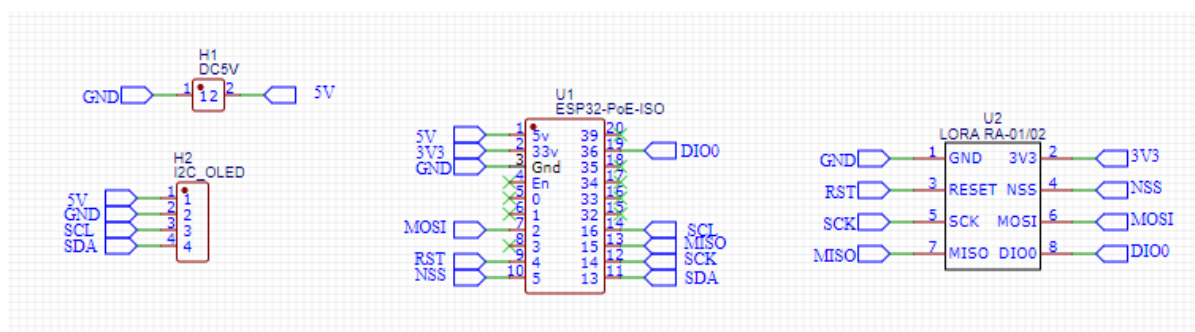 H1
DC5V
GND 1 12 2 5V
H2
I2C_OLED
5V 1 1
GND 2 2
SCL 3 3
SDA 4 4
U1
ESP32-PoE-ISO
5V 1 5v 39 20
3V3 2 33v 36 19 DIO0
GND 3 Gnd 35 18
4 En 34 17
5 0 33 16
6 1 32 15
MOSI 7 2 16 14 SCL
8 3 15 13 MISO
RST 9 4 14 12 SCK
NSS 10 5 13 11 SDA
U2
LORA RA-01/02
GND 1 GND 3V3 2 3V3
RST 3 RESET NSS 4 NSS
SCK 5 SCK MOSI 6 MOSI
MISO 7 MISO DIO0 8 DIO0